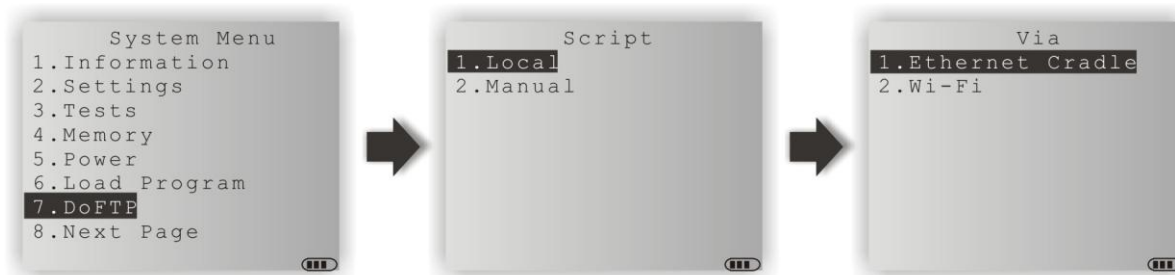 System Menu
1.Information
2.Settings
3.Tests
4.Memory
5.Power
6.Load Program
7.DoFTP
8.Next Page
Script
1.Local
2.Manual
Via
1.Ethernet Cradle
2.Wi-Fi